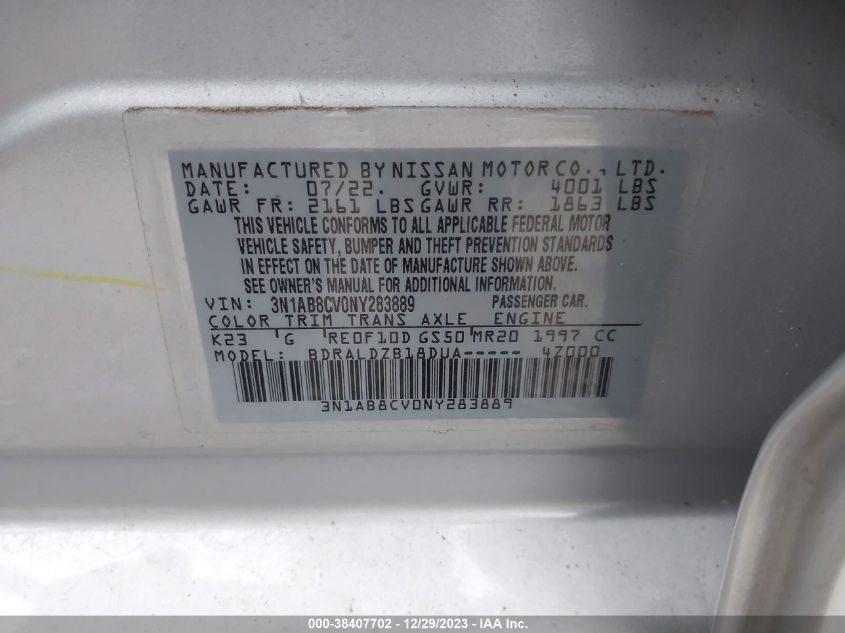 MANUFACTURED BY NISSAN MOTOR CO., LTD.
DATE: 07/22. GVWR: 4001 LBS
GAWR FR: 2161 LBS GAWR RR: 1863 LBS
THIS VEHICLE CONFORMS TO ALL APPLICABLE FEDERAL MOTOR
VEHICLE SAFETY, BUMPER AND THEFT PREVENTION STANDARDS
IN EFFECT ON THE DATE OF MANUFACTURE SHOWN ABOVE.
SEE OWNER'S MANUAL FOR ADDITIONAL INFORMATION.
VIN: 3N1AB8CV0NY283889 PASSENGER CAR.
COLOR TRIM TRANS AXLE ENGINE
K23 G RE0F10D GS50 MR20 1997 CC
MODEL: BDRALDZB18DUA----- 4Z000
3N1AB8CV0NY283889
000-38407702 - 12/29/2023 - IAA Inc.